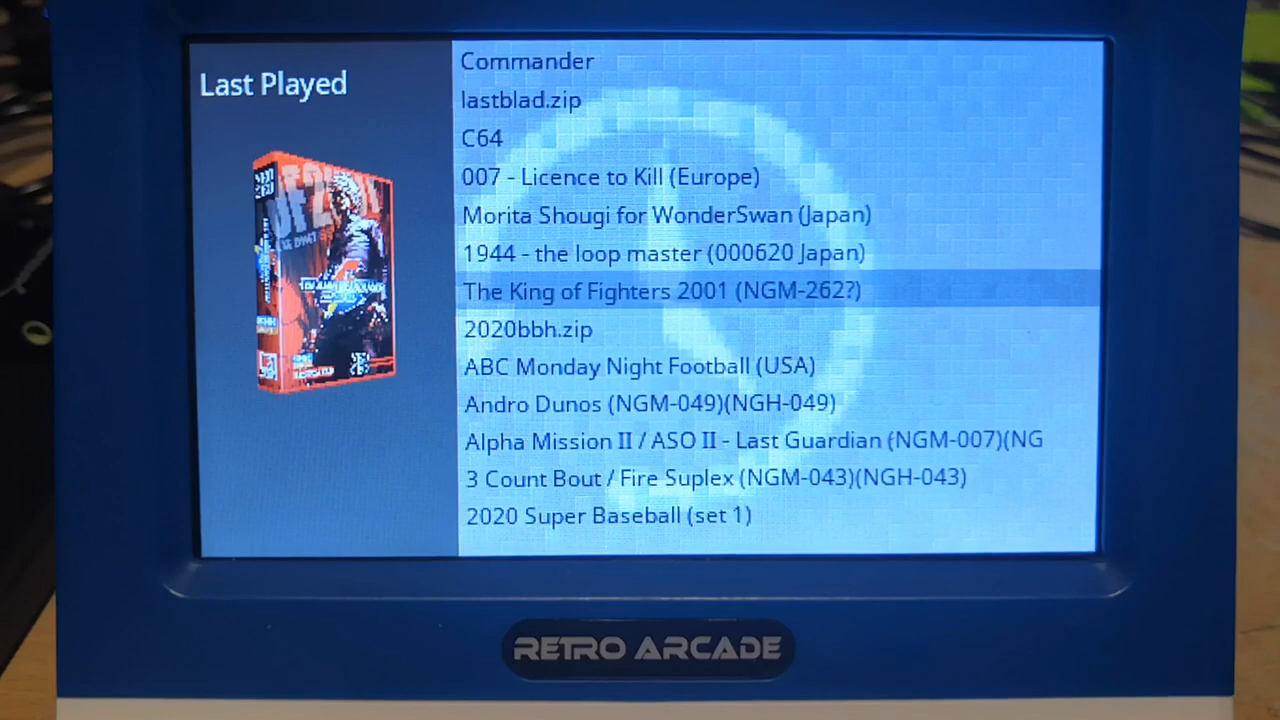 Last Played
Commander
lastblad.zip
C64
007 - Licence to Kill (Europe)
Morita Shougi for WonderSwan (Japan)
1944 - the loop master (000620 Japan)
The King of Fighters 2001 (NGM-262?)
2020bbh.zip
ABC Monday Night Football (USA)
Andro Dunos (NGM-049)(NGH-049)
Alpha Mission II / ASO II - Last Guardian (NGM-007)(NG
3 Count Bout / Fire Suplex (NGM-043)(NGH-043)
2020 Super Baseball (set 1)
RETRO ARCADE